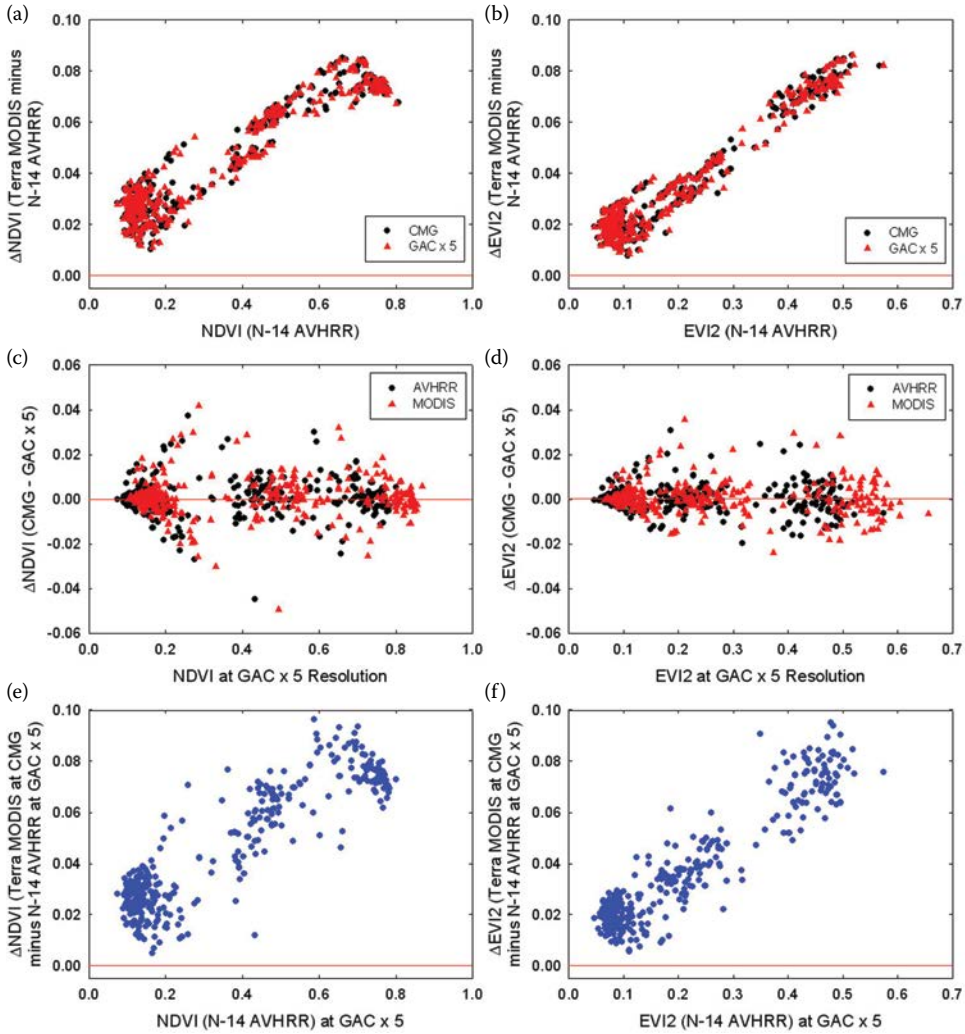 (a)
ΔNDVI (Terra MODIS minus
N-14 AVHRR)
0.10
0.08
0.06
0.04
0.02
0.00
CMG
GAC x 5
0.0 0.2 0.4 0.6 0.8 1.0
NDVI (N-14 AVHRR)
(b)
ΔEVI2 (Terra MODIS minus
N-14 AVHRR)
0.10
0.08
0.06
0.04
0.02
0.00
CMG
GAC x 5
0.0 0.1 0.2 0.3 0.4 0.5 0.6 0.7
EVI2 (N-14 AVHRR)
(c)
ΔNDVI (CMG - GAC x 5)
0.06
0.04
0.02
0.00
-0.02
-0.04
-0.06
AVHRR
MODIS
0.0 0.2 0.4 0.6 0.8 1.0
NDVI at GAC x 5 Resolution
(d)
ΔEVI2 (CMG - GAC x 5)
0.06
0.04
0.02
0.00
-0.02
-0.04
-0.06
AVHRR
MODIS
0.0 0.1 0.2 0.3 0.4 0.5 0.6 0.7
EVI2 at GAC x 5 Resolution
(e)
ΔNDVI (Terra MODIS at CMG
minus N-14 AVHRR at GAC x 5)
0.10
0.08
0.06
0.04
0.02
0.00
0.0 0.2 0.4 0.6 0.8 1.0
NDVI (N-14 AVHRR) at GAC x 5
(f)
ΔEVI2 (Terra MODIS at CMG
minus N-14 AVHRR at GAC x 5)
0.10
0.08
0.06
0.04
0.02
0.00
0.0 0.1 0.2 0.3 0.4 0.5 0.6 0.7
EVI2 (N-14 AVHRR) at GAC x 5